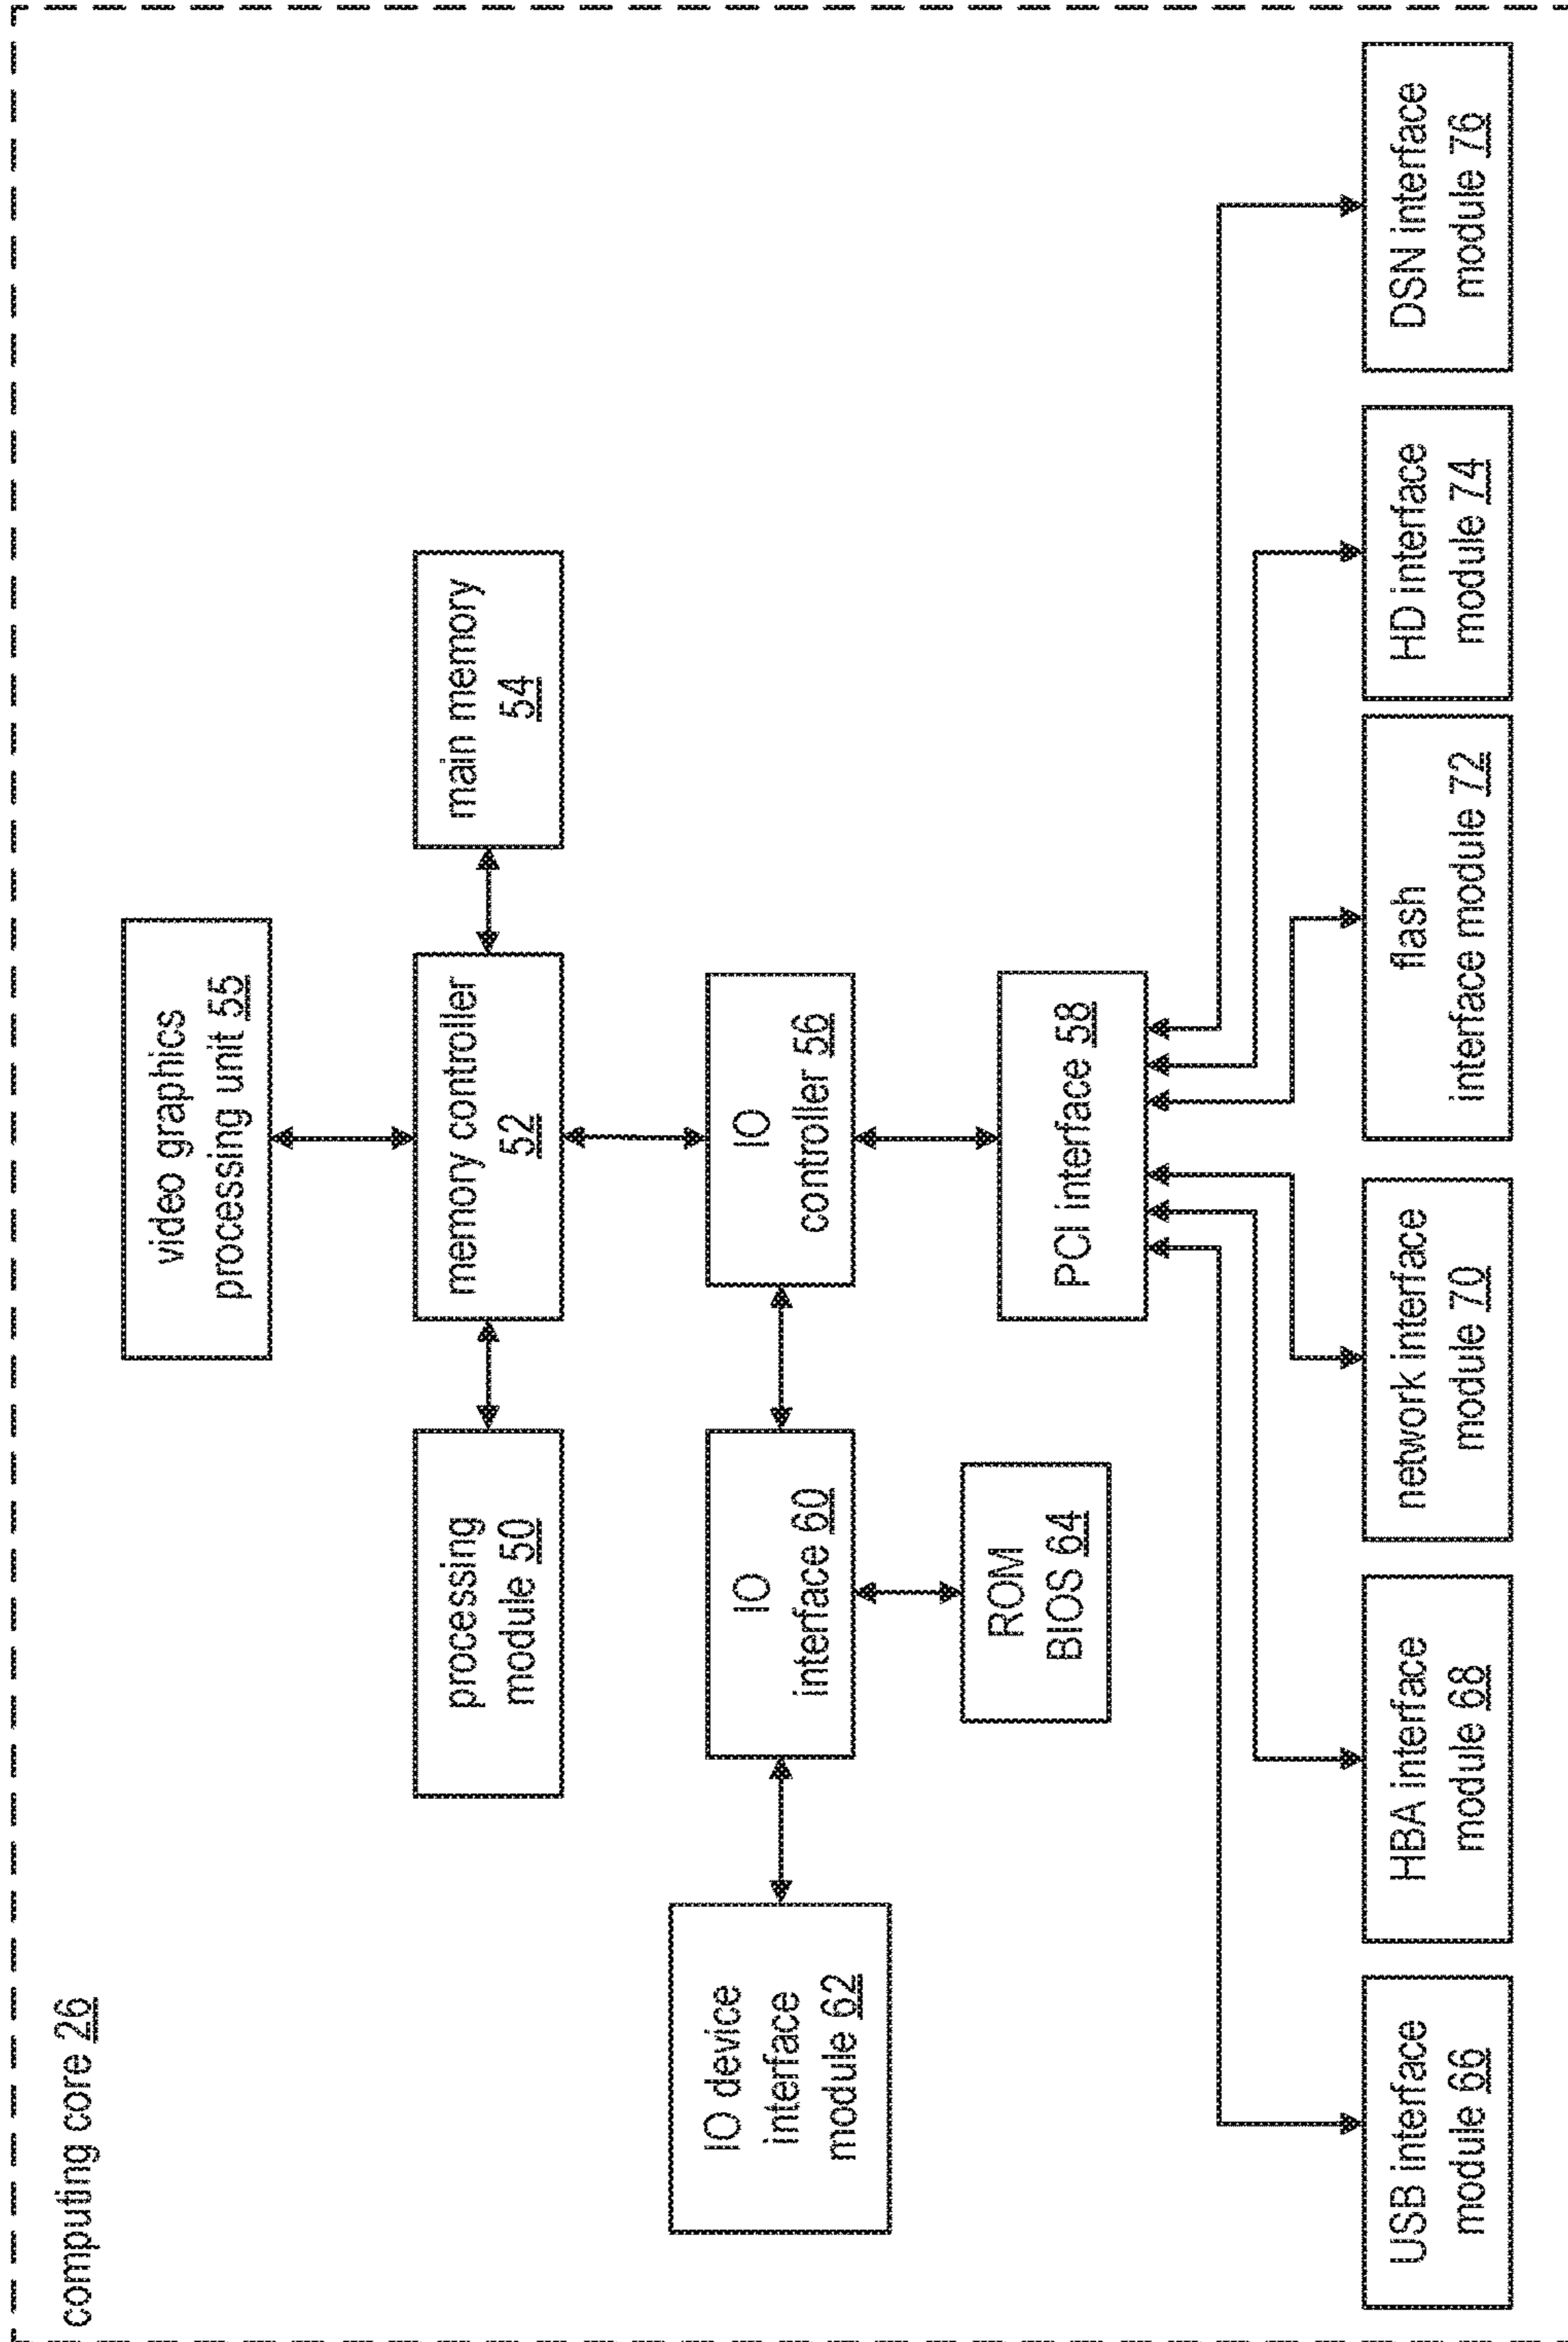 computing core 26
video graphics
processing unit 55
processing
module 50
memory controller
52
main memory
54
IO device
interface
module 62
IO
interface 60
IO
controller 56
ROM
BIOS 64
PCI interface 58
USB interface
module 66
HBA interface
module 68
network interface
module 70
flash
interface module 72
HD interface
module 74
DSN interface
module 76